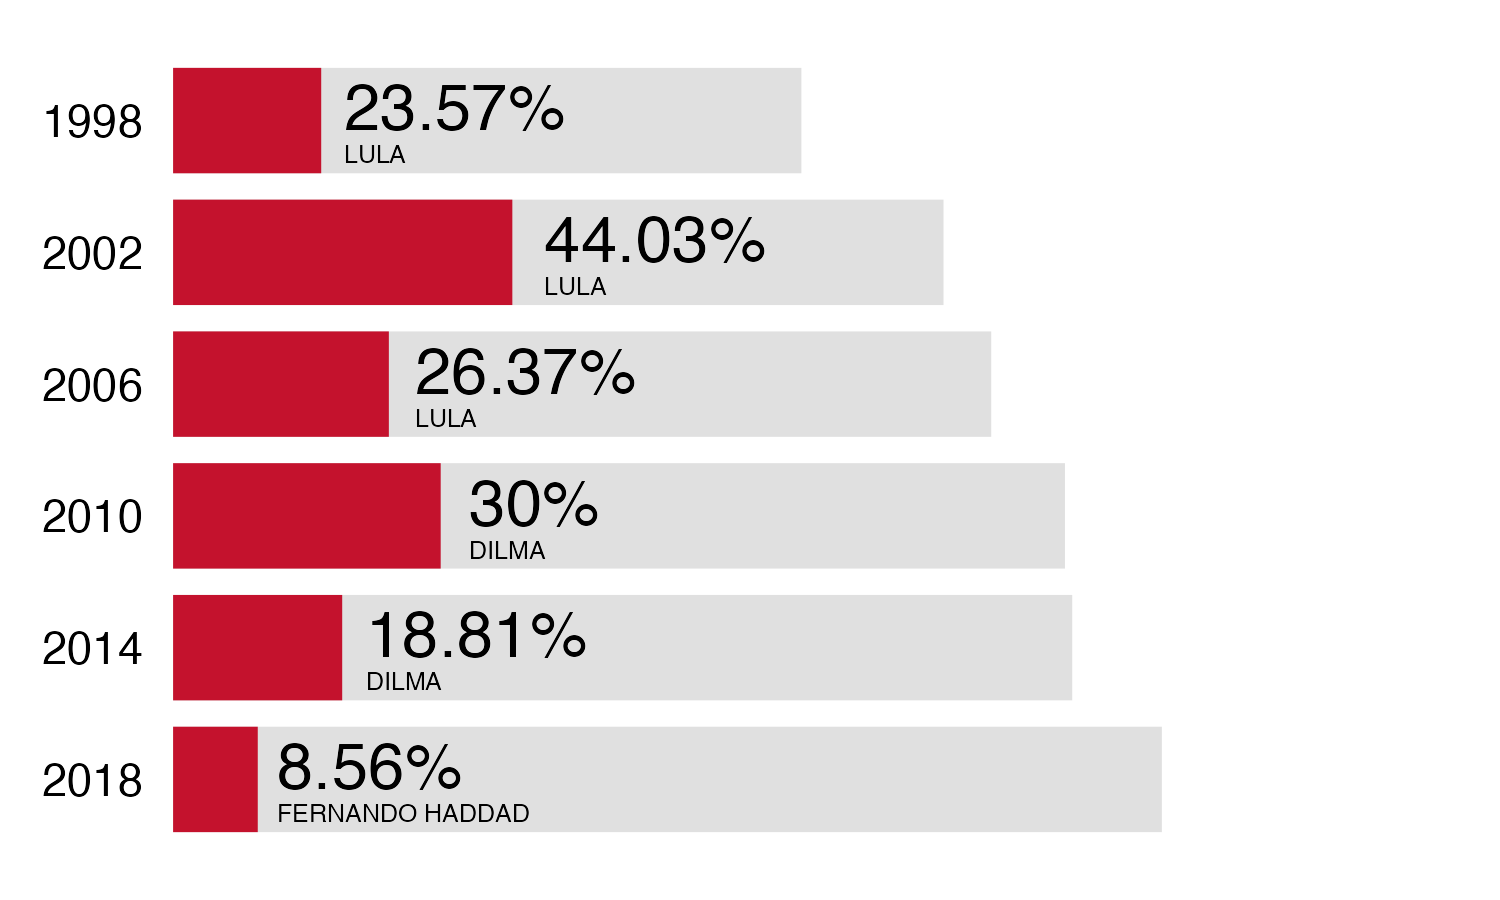 1998
23.57%
LULA
2002
44.03%
LULA
2006
26.37%
LULA
2010
30%
DILMA
2014
18.81%
DILMA
2018
8.56%
FERNANDO HADDAD